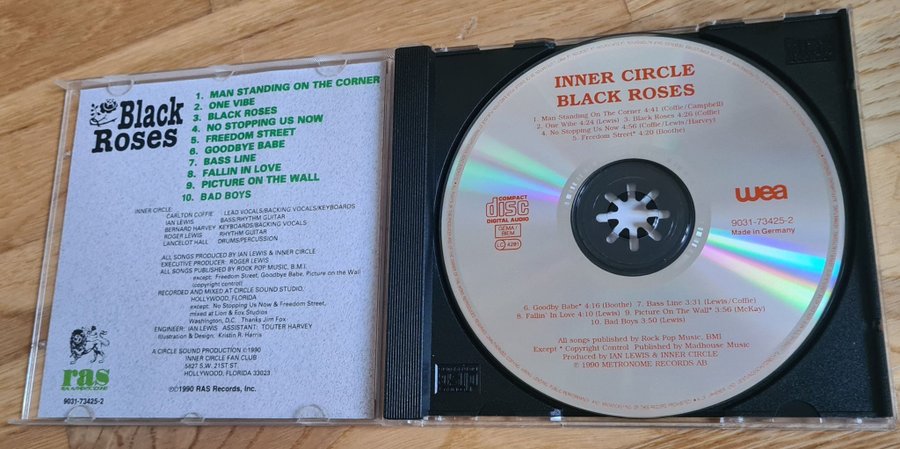 Black
Roses
1. MAN STANDING ON THE CORNER
2. ONE VIBE
3. BLACK ROSES
4. NO STOPPING US NOW
5. FREEDOM STREET
6. GOODBYE BABE
7. BASS LINE
8. FALLIN IN LOVE
9. PICTURE ON THE WALL
10. BAD BOYS
INNER CIRCLE:
CARLTON COFFIE LEAD VOCALS/BACKING VOCALS/KEYBOARDS
IAN LEWIS BASS/RHYTHM GUITAR
BERNARD HARVEY KEYBOARDS/BACKING VOCALS
ROGER LEWIS RHYTHM GUITAR
LANCELOT HALL DRUMS/PERCUSSION
ALL SONGS PRODUCED BY IAN LEWIS & INNER CIRCLE
EXECUTIVE PRODUCER: ROGER LEWIS
ALL SONGS PUBLISHED BY ROCK POP MUSIC, B.M.I.
except: Freedom Street, Goodbye Babe, Picture on the Wall
(copyright control)
RECORDED AND MIXED AT CIRCLE SOUND STUDIO,
HOLLYWOOD, FLORIDA
except: No Stopping Us Now & Freedom Street,
mixed at Lion & Fox Studios
Washington, D.C. Thanks Jim Fox
ENGINEER: IAN LEWIS ASSISTANT: TOUTER HARVEY
Illustration & Design: Kristin R. Harris
A CIRCLE SOUND PRODUCTION ©1990
INNER CIRCLE FAN CLUB
5827 S.W. 21ST ST.
HOLLYWOOD, FLORIDA 33023
ras
REAL AUTHENTIC SOUND
9031-73425-2
℗©1990 RAS Records, Inc.
INNER CIRCLE
BLACK ROSES
1. Man Standing On The Corner 4:41 (Coffie/Campbell)
2. One Wibe 4:24 (Lewis) 3. Black Roses 4:26 (Coffie)
4. No Stopping Us Now 4:56 (Coffie/Lewis/Harvey)
5. Freedom Street* 4:20 (Boothe)
COMPACT
disc
DIGITAL AUDIO
GEMA/
BIEM
LC 4281
wea
9031-73425-2
Made in Germany
6. Goodby Babe* 4:16 (Boothe) 7. Bass Line 3:31 (Lewis/Coffie)
8. Fallin' In Love 4:10 (Lewis) 9. Picture On The Wall* 3:56 (McKay)
10. Bad Boys 3:50 (Lewis)
All songs published by Rock Pop Music, BMI
Except * Copyright Control Published by Madhouse Music
Produced by IAN LEWIS & INNER CIRCLE
℗ 1990 METRONOME RECORDS AB